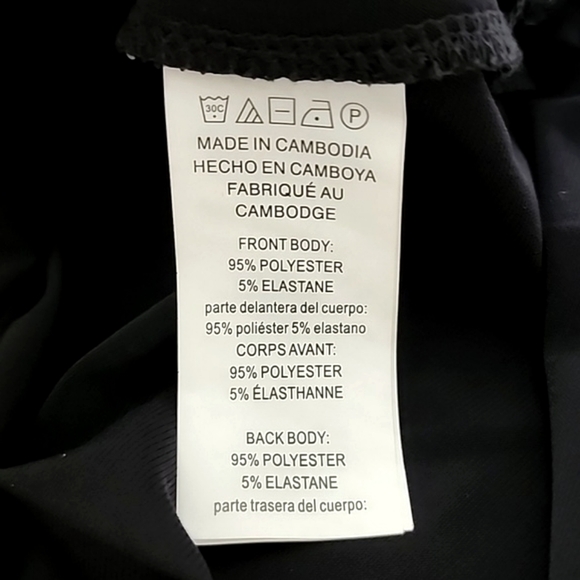 30C P
MADE IN CAMBODIA
HECHO EN CAMBOYA
FABRIQUÉ AU
CAMBODGE
FRONT BODY:
95% POLYESTER
5% ELASTANE
parte delantera del cuerpo:
95% poliéster 5% elastano
CORPS AVANT:
95% POLYESTER
5% ÉLASTHANNE
BACK BODY:
95% POLYESTER
5% ELASTANE
parte trasera del cuerpo: